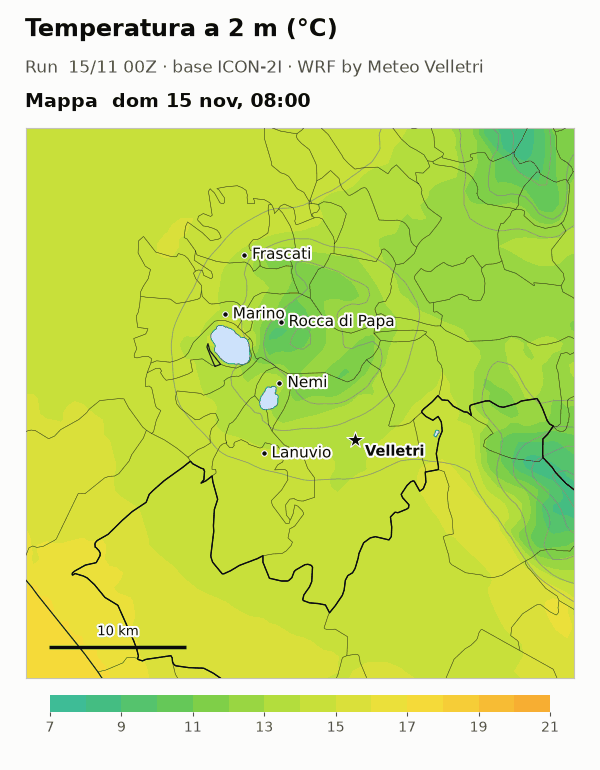 Temperatura a 2 m (°C)
Run  15/11 00Z · base ICON-2I · WRF by Meteo Velletri
Mappa  dom 15 nov, 08:00
Frascati
Marino
Rocca di Papa
Nemi
Velletri
Lanuvio
10 km
7 9 11 13 15 17 19 21